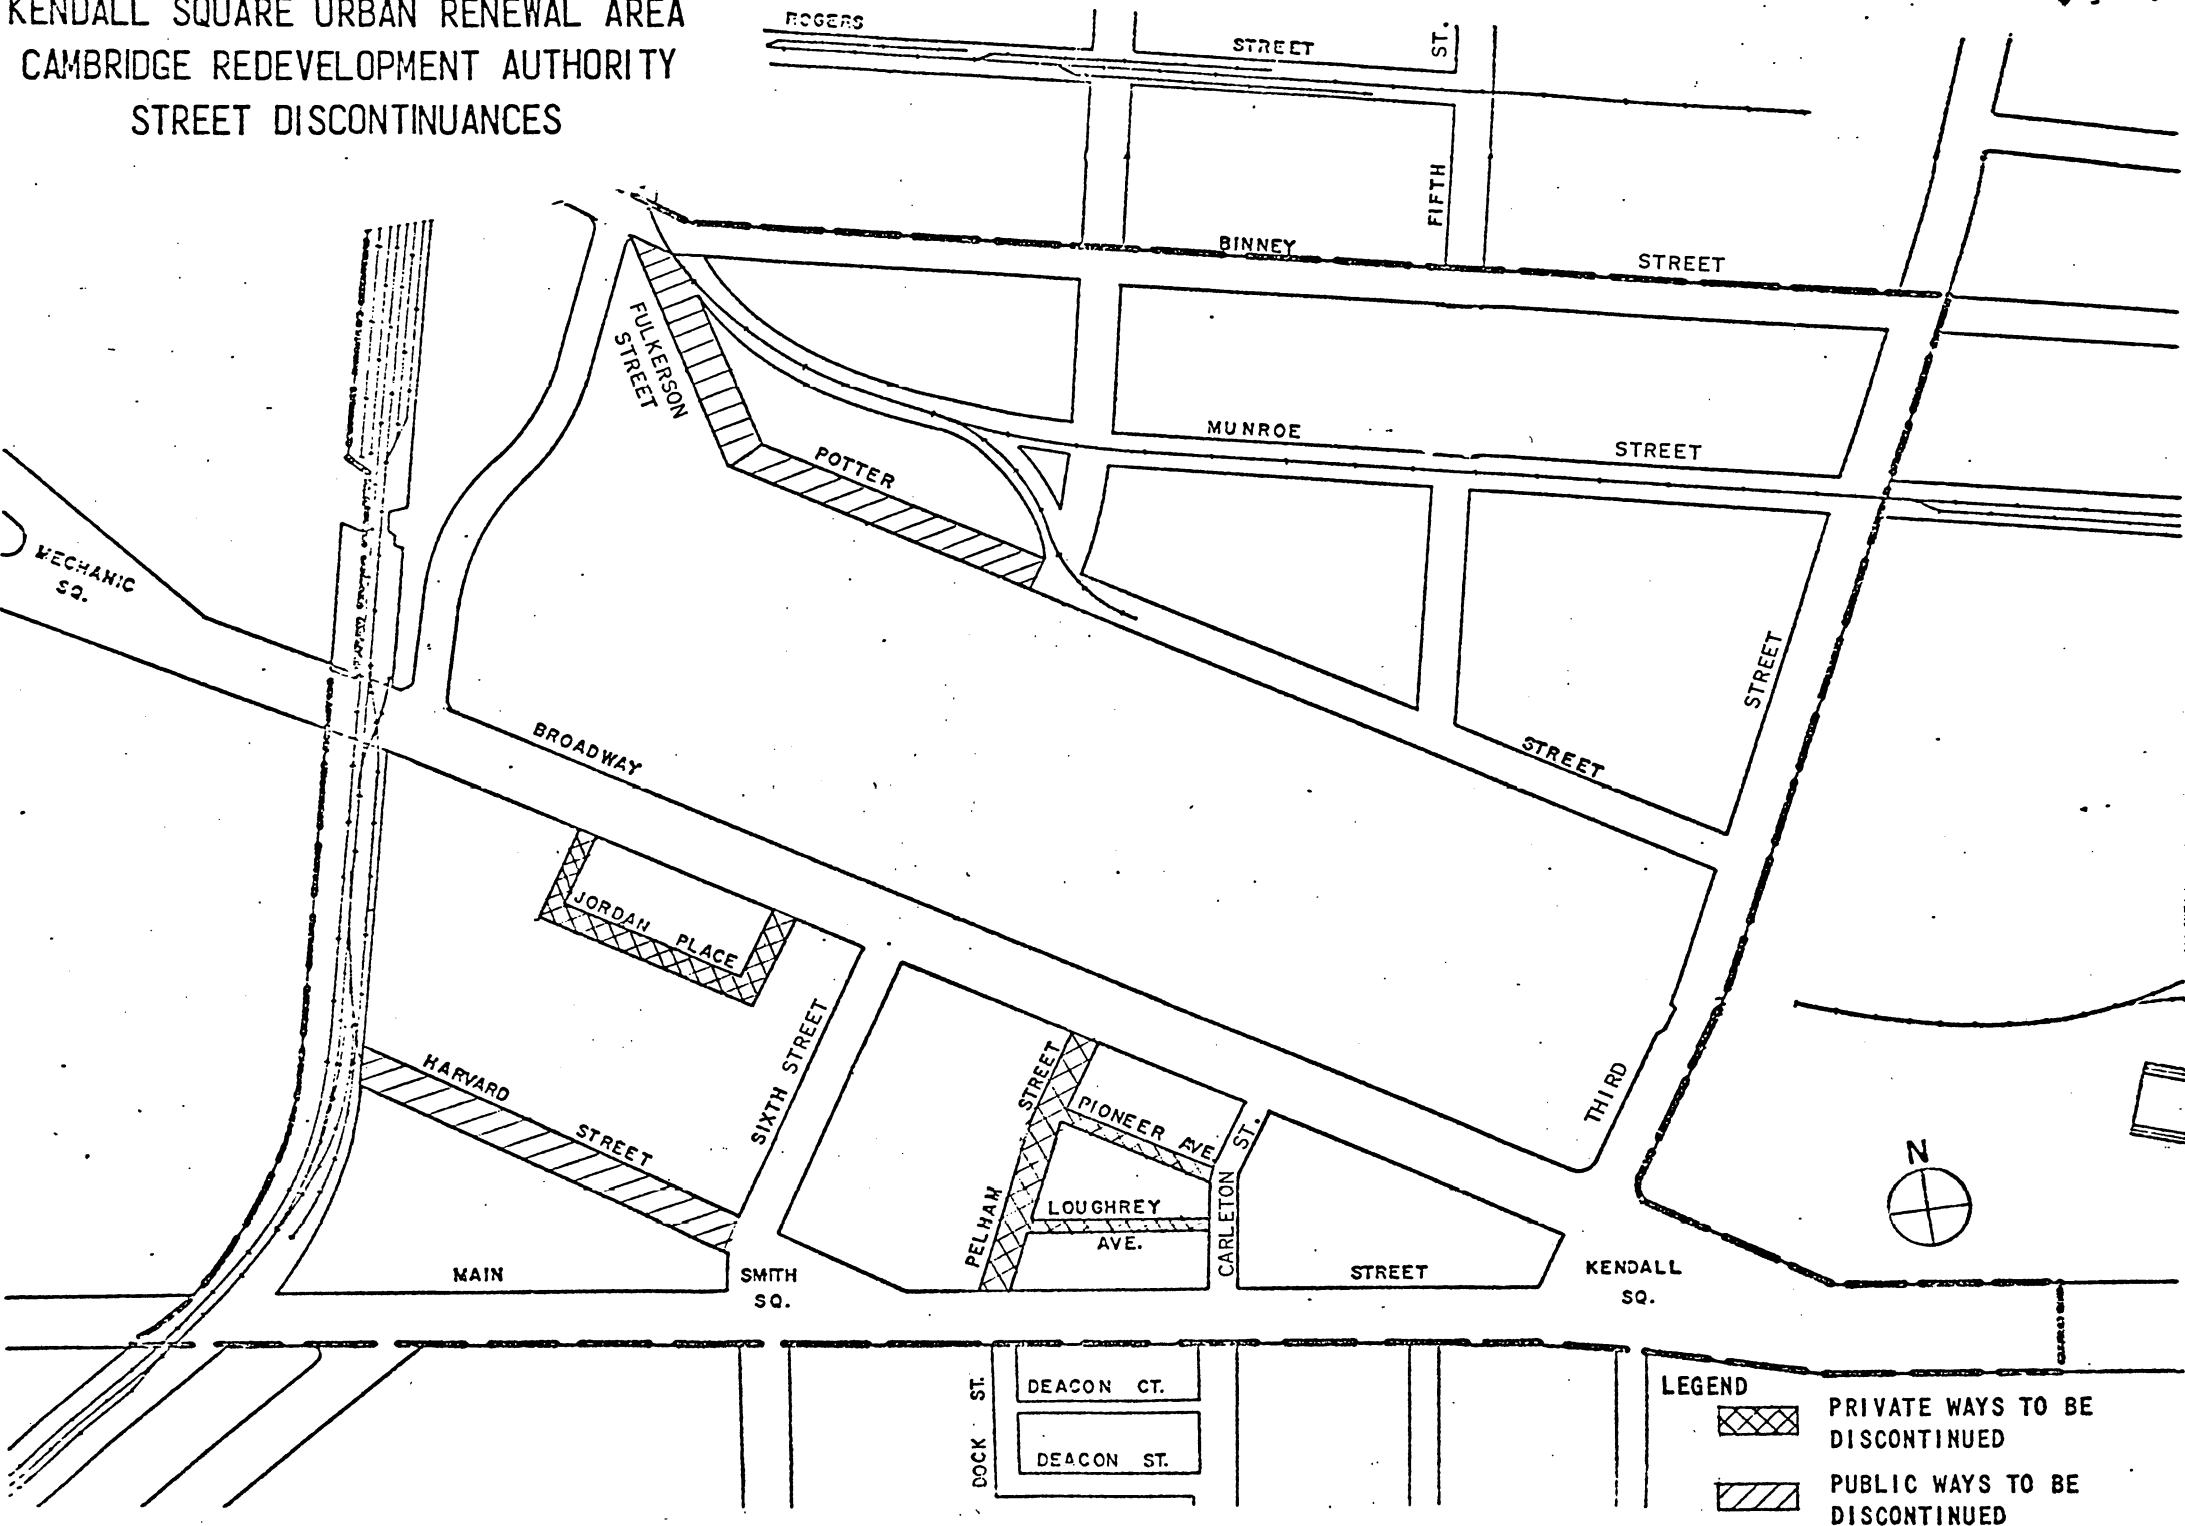 KENDALL SQUARE URBAN RENEWAL AREA
CAMBRIDGE REDEVELOPMENT AUTHORITY
STREET DISCONTINUANCES
ROGERS
STREET
ST.
FIFTH
BINNEY
STREET
FULKERSON
STREET
MUNROE
STREET
POTTER
MECHANIC
SQ.
STREET
STREET
BROADWAY
JORDAN PLACE
SIXTH STREET
HARVARD
STREET
STREET
PELHAM
PIONEER AVE.
ST.
CARLETON
LOUGHREY
AVE.
THIRD
N
MAIN
SMITH
SQ.
STREET
KENDALL
SQ.
DOCK ST.
DEACON CT.
DEACON ST.
LEGEND
PRIVATE WAYS TO BE
DISCONTINUED
PUBLIC WAYS TO BE
DISCONTINUED